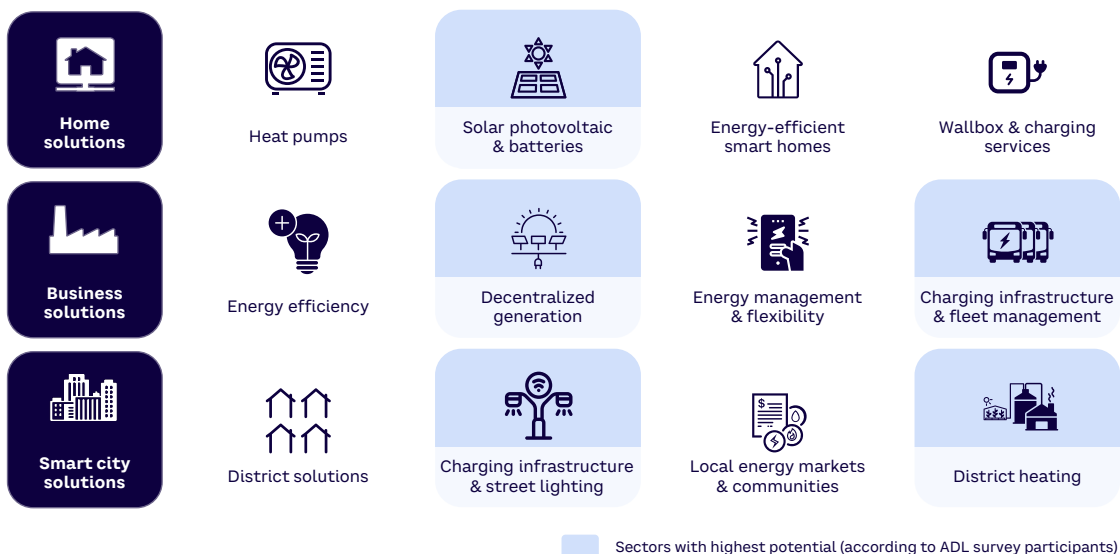 Home
solutions
Heat pumps
Solar photovoltaic
& batteries
Energy-efficient
smart homes
Wallbox & charging
services
Business
solutions
Energy efficiency
Decentralized
generation
Energy management
& flexibility
Charging infrastructure
& fleet management
Smart city
solutions
District solutions
Charging infrastructure
& street lighting
$
Local energy markets
& communities
District heating
Sectors with highest potential (according to ADL survey participants)